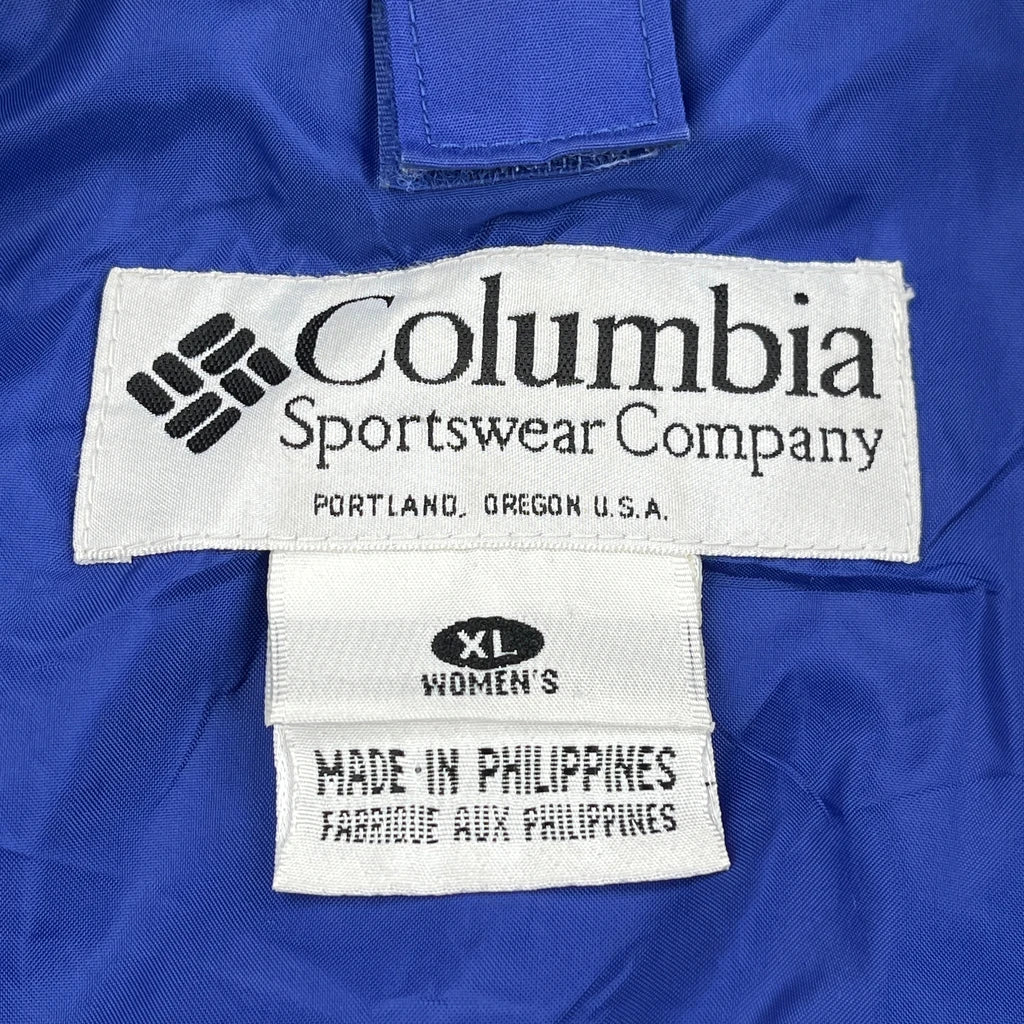 Columbia
Sportswear Company
PORTLAND, OREGON U.S.A.
XL
WOMEN'S
MADE·IN PHILIPPINES
FABRIQUE AUX PHILIPPINES